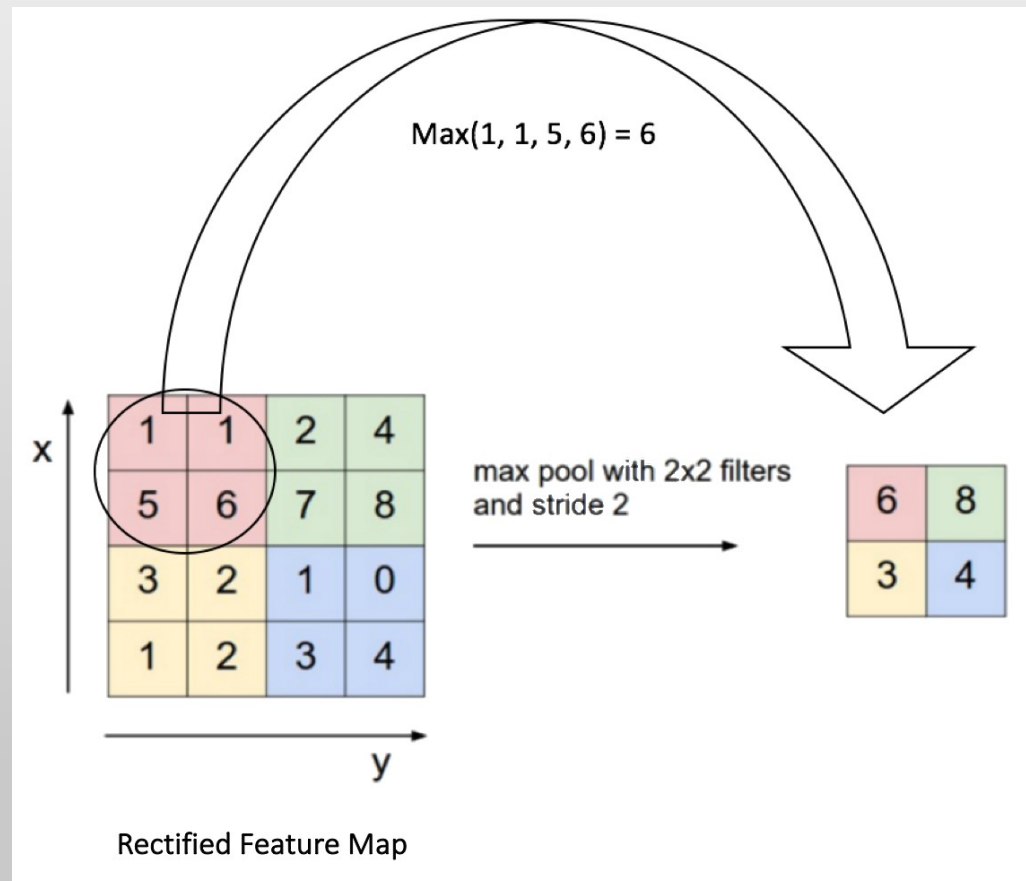 Max(1, 1, 5, 6) = 6
x
1 1 2 4
5 6 7 8
3 2 1 0
1 2 3 4
y
max pool with 2x2 filters
and stride 2
6 8
3 4
Rectified Feature Map